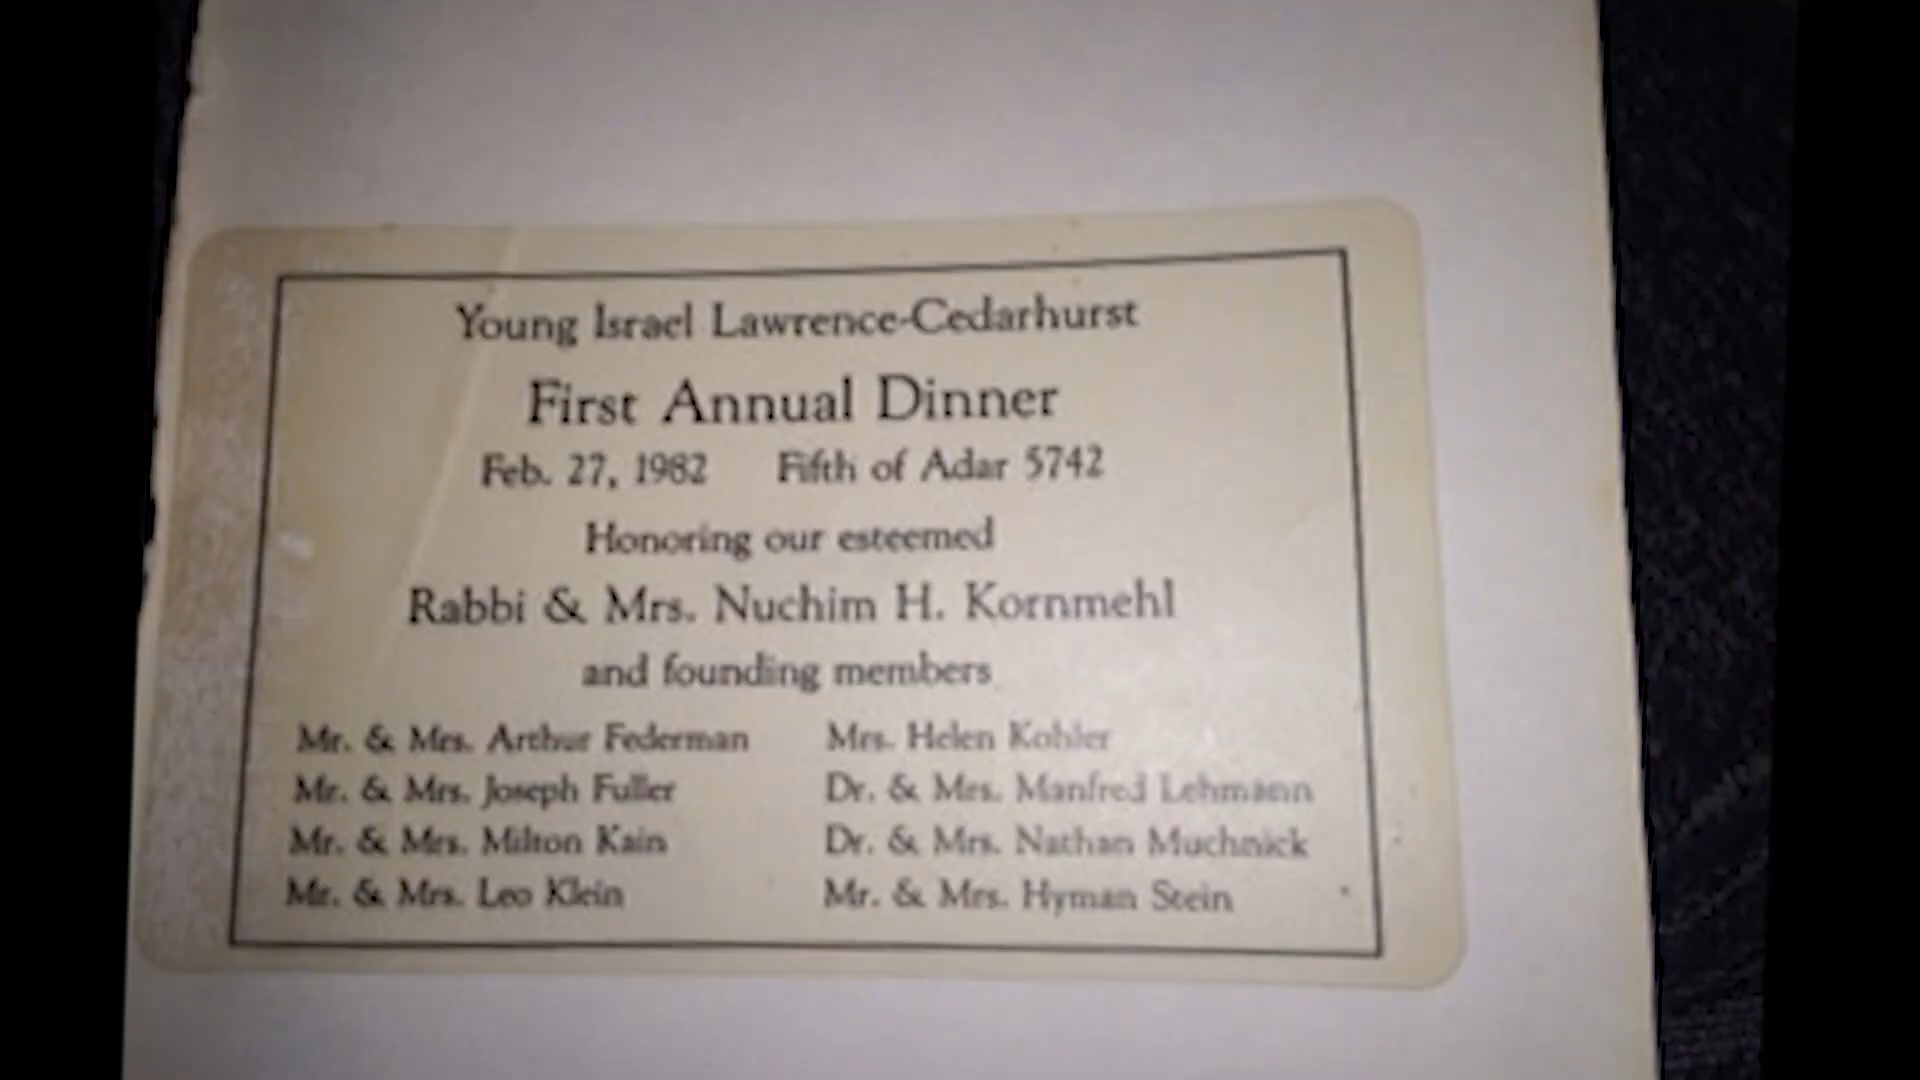 Young Israel Lawrence-Cedarhurst
First Annual Dinner
Feb. 27, 1982 Fifth of Adar 5742
Honoring our esteemed
Rabbi & Mrs. Nuchim H. Kornmehl
and founding members
Mr. & Mrs. Arthur Federman Mrs. Helen Kohler
Mr. & Mrs. Joseph Fuller Dr. & Mrs. Manfred Lehmann
Mr. & Mrs. Milton Kain Dr. & Mrs. Nathan Muchnick
Mr. & Mrs. Leo Klein Mr. & Mrs. Hyman Stein